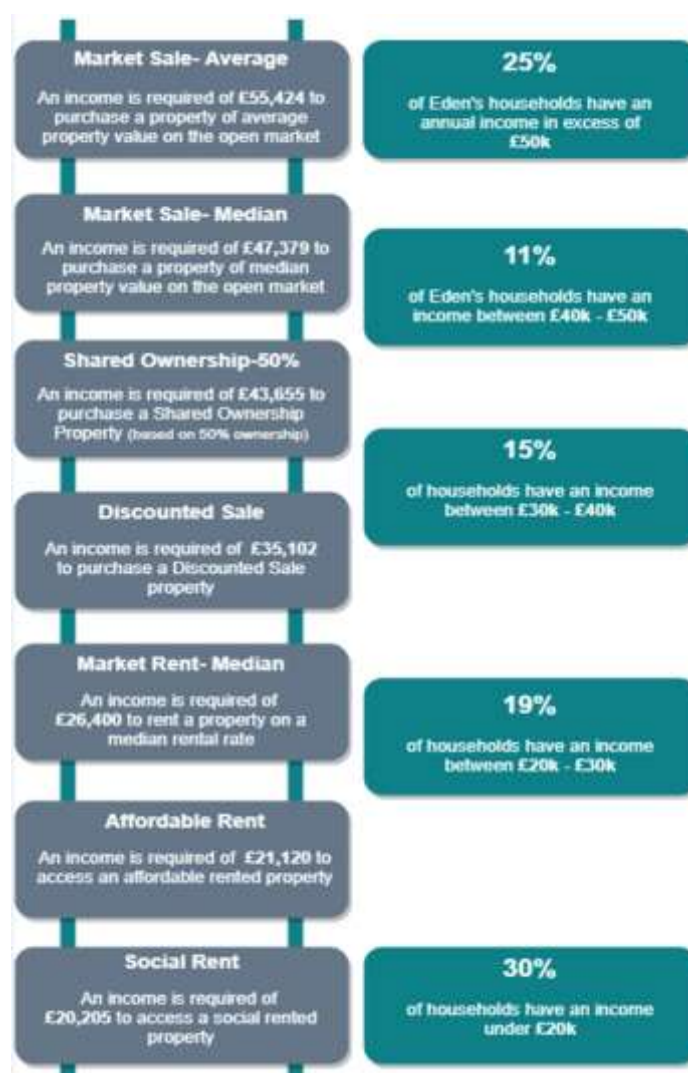 Market Sale- Average
An income is required of £55,424 to
purchase a property of average
property value on the open market
25%
of Eden's households have an
annual income in excess of
£50k
Market Sale- Median
An income is required of £47,379 to
purchase a property of median
property value on the open market
11%
of Eden's households have an
income between £40k - £50k
Shared Ownership-50%
An income is required of £43,655 to
purchase a Shared Ownership
Property (based on 50% ownership)
15%
of households have an income
between £30k - £40k
Discounted Sale
An income is required of £35,102
to purchase a Discounted Sale
property
Market Rent- Median
An income is required of
£26,400 to rent a property on a
median rental rate
19%
of households have an income
between £20k - £30k
Affordable Rent
An income is required of £21,120 to
access an affordable rented property
Social Rent
An income is required of
£20,205 to access a social rented
property
30%
of households have an income
under £20k